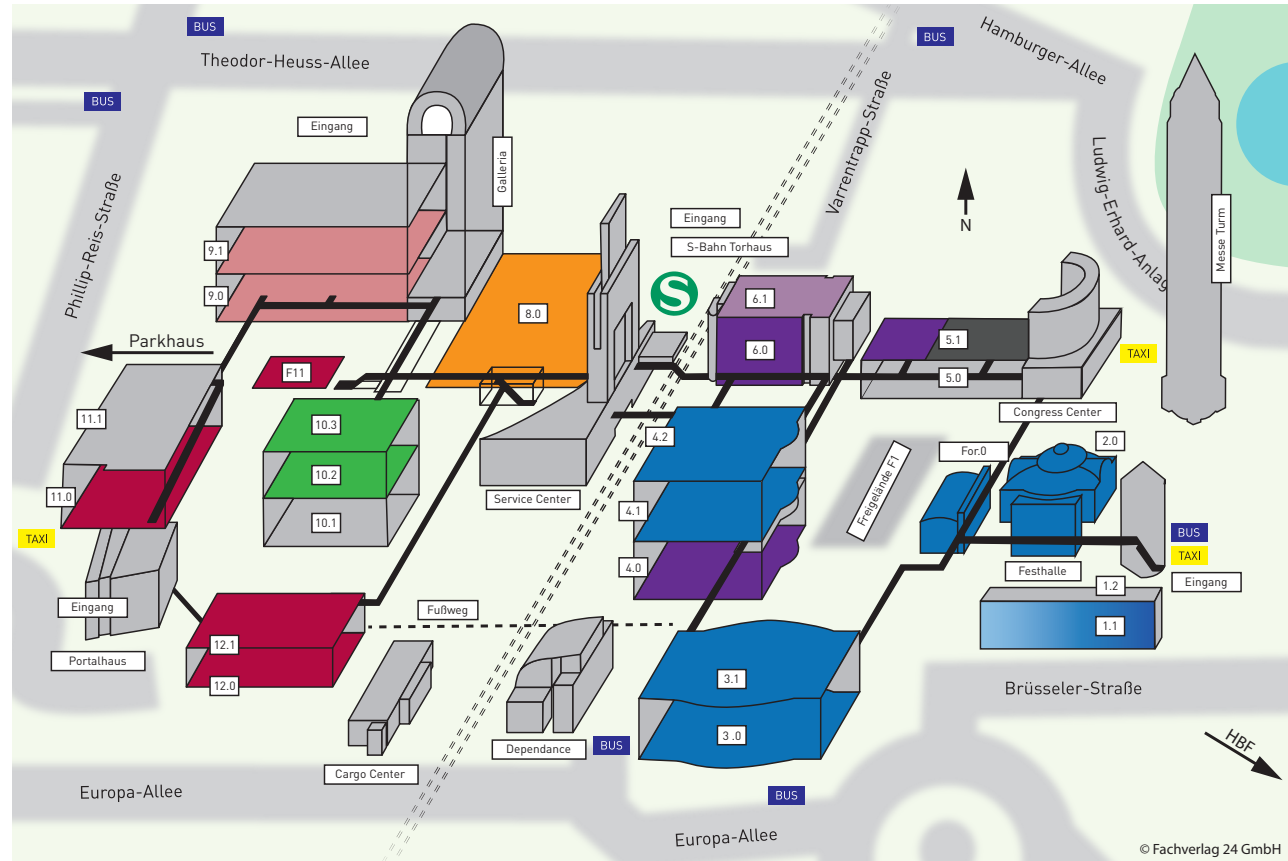 BUS
Theodor-Heuss-Allee
BUS
Hamburger-Allee
BUS
Eingang
Galleria
Varrentrapp-Straße
Ludwig-Erhard-Anlag
Phillip-Reis-Straße
Eingang
S-Bahn Torhaus
S
N
Messe Turm
9.1
9.0
8.0
6.1
6.0
5.1
5.0
TAXI
Parkhaus
F11
Congress Center
11.1
10.3
10.2
10.1
4.2
4.1
4.0
For.0
2.0
Freigelände F1
11.0
Service Center
TAXI
BUS
TAXI
Eingang
Festhalle
1.2
1.1
Eingang
Fußweg
Portalhaus
12.1
12.0
3.1
3 .0
Brüsseler-Straße
Dependance
BUS
Cargo Center
HBF
Europa-Allee
BUS
Europa-Allee
© Fachverlag 24 GmbH